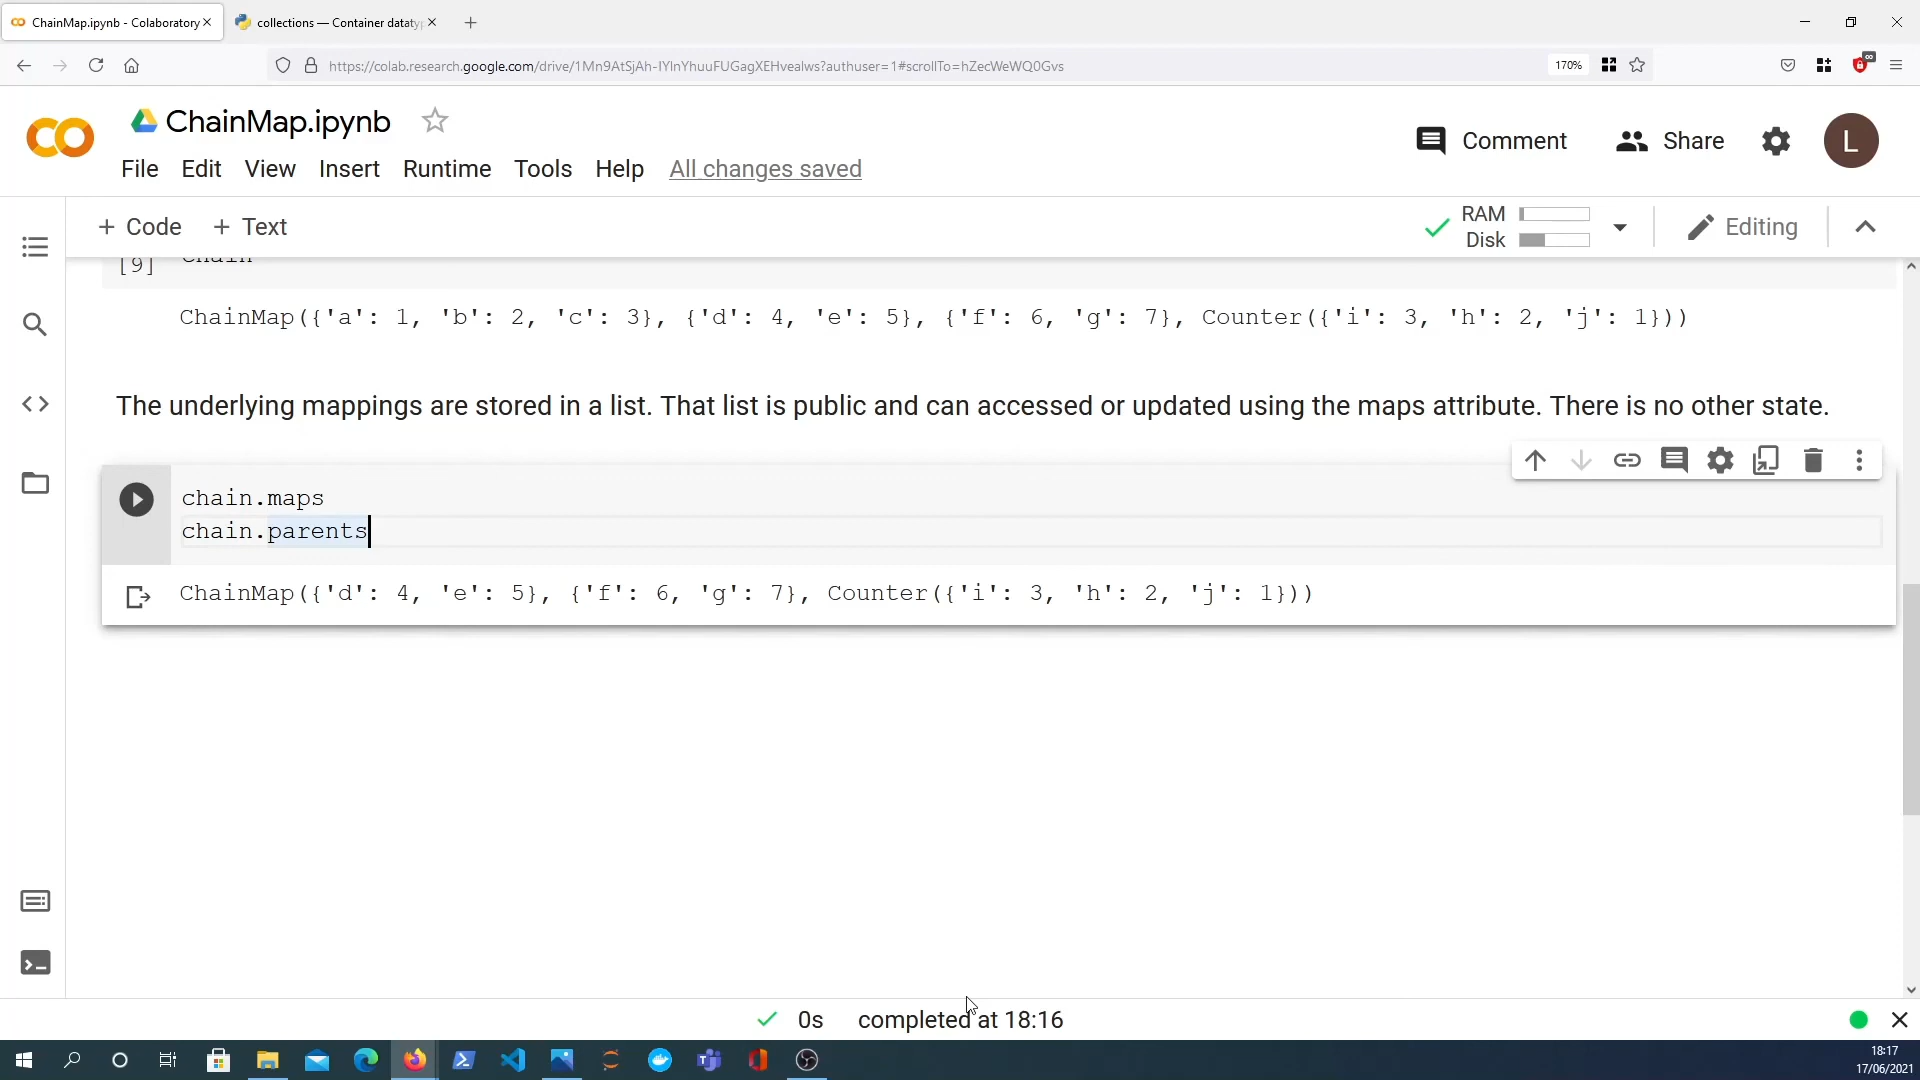 ChainMap.ipynb - Colaboratory
collections — Container dataty
https://colab.research.google.com/drive/1Mn9AtSjAh-IYlnYhuuFUGagXEHvealws?authuser=1#scrollTo=hZecWeWQ0Gvs
170%
ChainMap.ipynb
Comment
Share
L
File Edit View Insert Runtime Tools Help All changes saved
+ Code + Text
RAM
Disk
Editing
[9] Chain
ChainMap({'a': 1, 'b': 2, 'c': 3}, {'d': 4, 'e': 5}, {'f': 6, 'g': 7}, Counter({'i': 3, 'h': 2, 'j': 1}))
The underlying mappings are stored in a list. That list is public and can accessed or updated using the maps attribute. There is no other state.
chain.maps
chain.parents
ChainMap({'d': 4, 'e': 5}, {'f': 6, 'g': 7}, Counter({'i': 3, 'h': 2, 'j': 1}))
0s completed at 18:16
18:17
17/06/2021